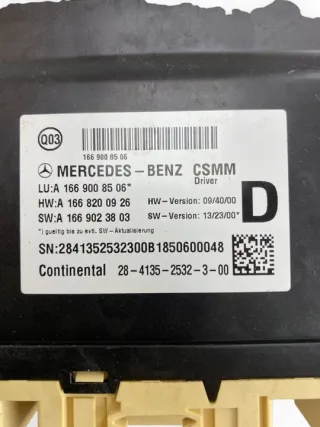 Q03
166 900 85 06
MERCEDES-BENZ CSMM
Driver
LU:A 166 900 85 06*
HW:A 166 820 09 26 HW-Version: 09/40/00
SW:A 166 902 38 03 SW-Version: 13/23/00*
D
*) gueltig bis zu evtl. SW-Aktualisierung
SN:2841352532300B1850600048
Continental 28-4135-2532-3-00